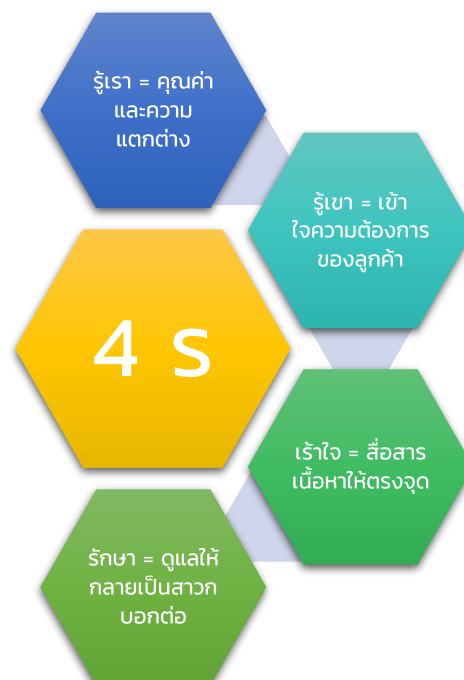 รู้เรา = คุณค่า
และความ
แตกต่าง
รู้เขา = เข้า
ใจความต้องการ
ของลูกค้า
4 ร
เร้าใจ = สื่อสาร
เนื้อหาให้ตรงจุด
รักษา = ดูแลให้
กลายเป็นสาวก
บอกต่อ